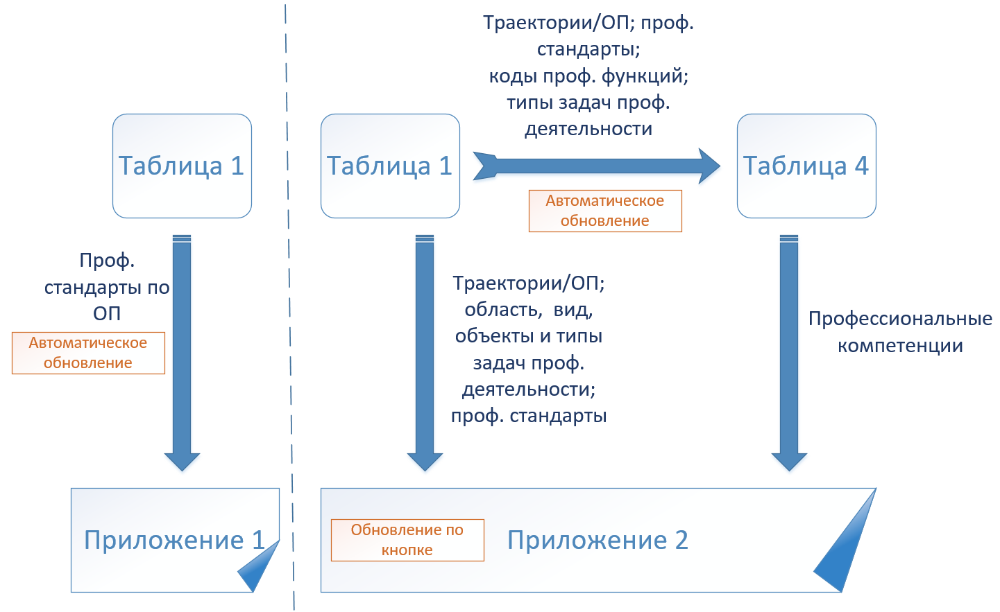 Таблица 1
Проф.
стандарты по
ОП
Автоматическое
обновление
Приложение 1
Траектории/ОП; проф.
стандарты;
коды проф. функций;
типы задач проф.
деятельности
Таблица 1
Автоматическое
обновление
Таблица 4
Траектории/ОП;
область, вид,
объекты и типы
задач проф.
деятельности;
проф. стандарты
Профессиональные
компетенции
Обновление по
кнопке
Приложение 2